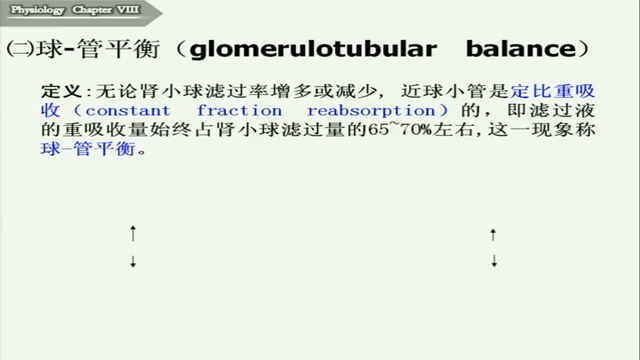 Physiology Chapter VIII
㈡球-管平衡（glomerulotubular balance）
定义:无论肾小球滤过率增多或减少, 近球小管是定比重吸
收（constant fraction reabsorption）的，即滤过液
的重吸收量始终占肾小球滤过量的65~70%左右,这一现象称
球-管平衡。
↑ ↑
↓ ↓